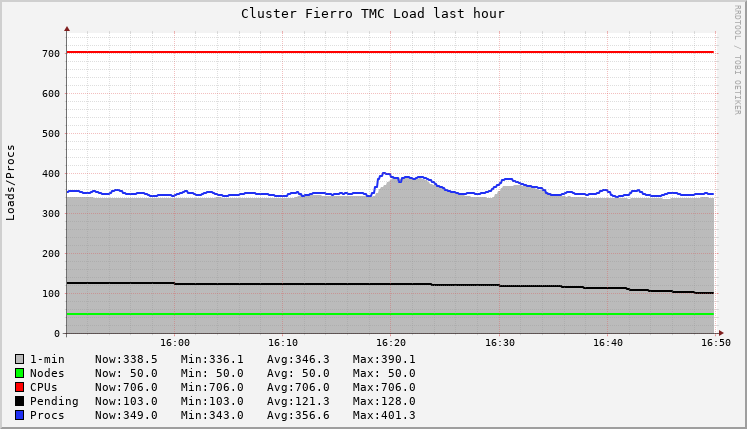 Cluster Fierro TMC Load last hour
RRDTOOL / TOBI OETIKER
Loads/Procs
700
600
500
400
300
200
100
0
16:00 16:10 16:20 16:30 16:40 16:50
1-min Now:338.5 Min:336.1 Avg:346.3 Max:390.1
Nodes Now: 50.0 Min: 50.0 Avg: 50.0 Max: 50.0
CPUs Now:706.0 Min:706.0 Avg:706.0 Max:706.0
Pending Now:103.0 Min:103.0 Avg:121.3 Max:128.0
Procs Now:349.0 Min:343.0 Avg:356.6 Max:401.3